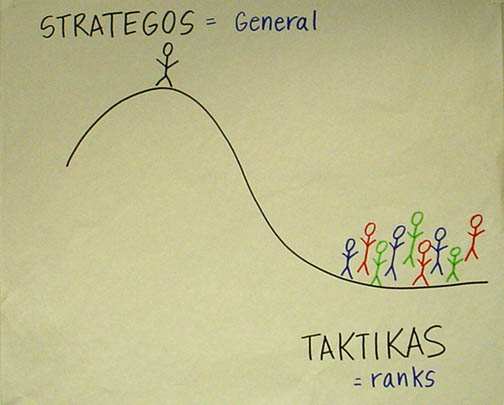 STRATEGOS = General
TAKTIKAS
= ranks